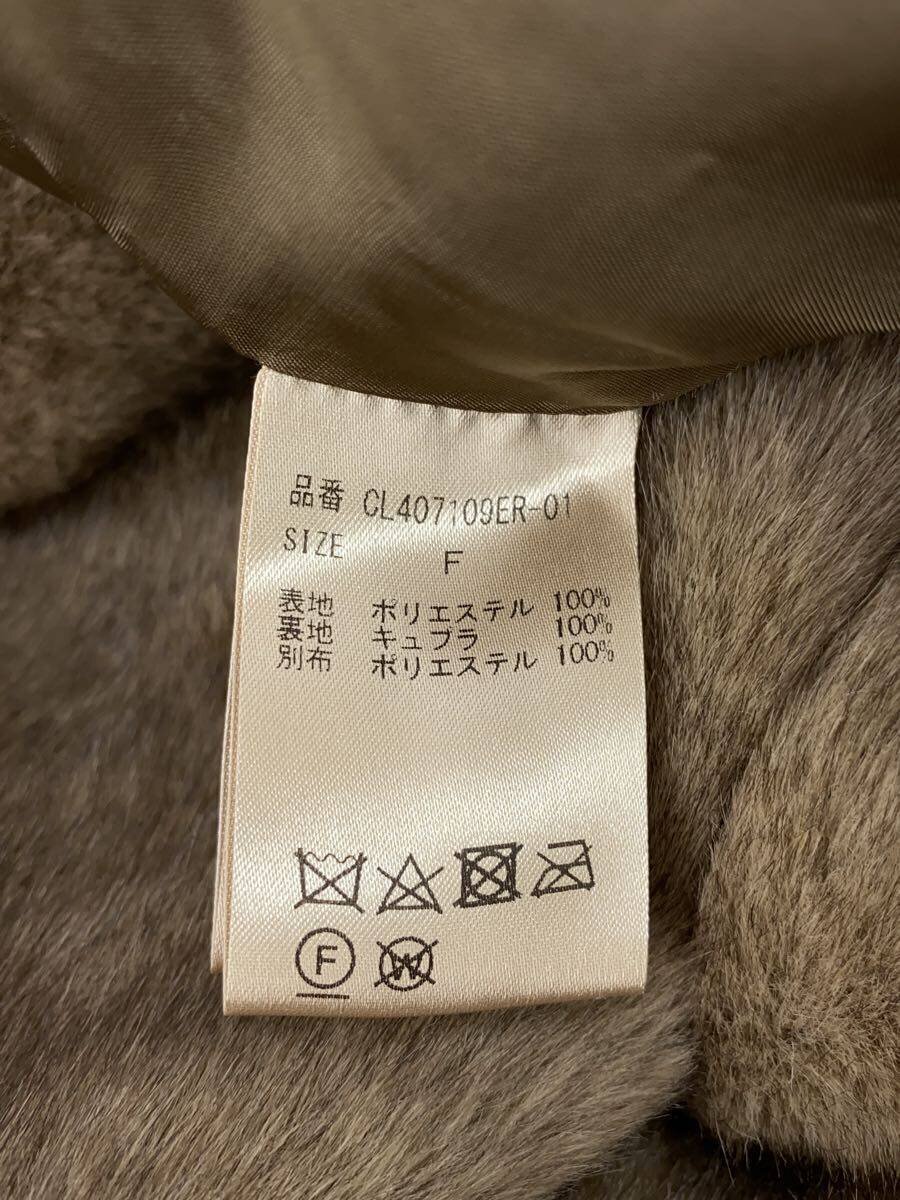 品番 CL407109ER-01
SIZE F
表地 ポリエステル 100%
裏地 キュプラ 100%
別布 ポリエステル 100%
F W